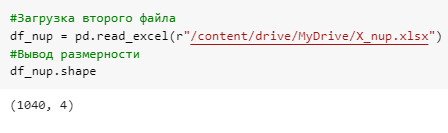 #Загрузка второго файла
df_nup = pd.read_excel(r"/content/drive/MyDrive/X_nup.xlsx")
#Вывод размерности
df_nup.shape
(1040, 4)